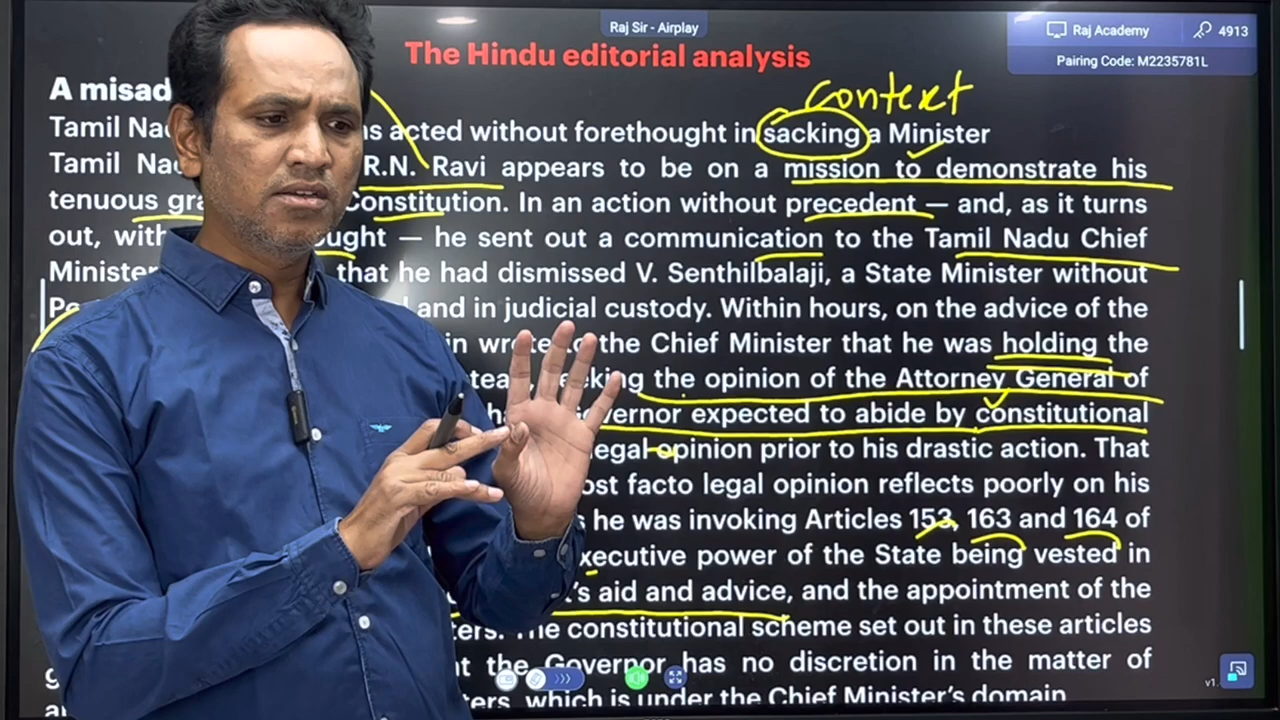 Raj Sir - Airplay
Raj Academy 4913
Pairing Code: M2235781L
The Hindu editorial analysis
context
A misad
Tamil Na acted without forethought in sacking a Minister
Tamil Nad R.N. Ravi appears to be on a mission to demonstrate his
tenuous gra Constitution. In an action without precedent — and, as it turns
out, with ought — he sent out a communication to the Tamil Nadu Chief
Minister that he had dismissed V. Senthilbalaji, a State Minister without
and in judicial custody. Within hours, on the advice of the
in wrote to the Chief Minister that he was holding the
seeking the opinion of the Attorney General of
Governor expected to abide by constitutional
legal opinion prior to his drastic action. That
ost facto legal opinion reflects poorly on his
he was invoking Articles 153, 163 and 164 of
executive power of the State being vested in
's aid and advice, and the appointment of the
ters. The constitutional scheme set out in these articles
the Governor has no discretion in the matter of
ters, which is under the Chief Minister's domain
v1.